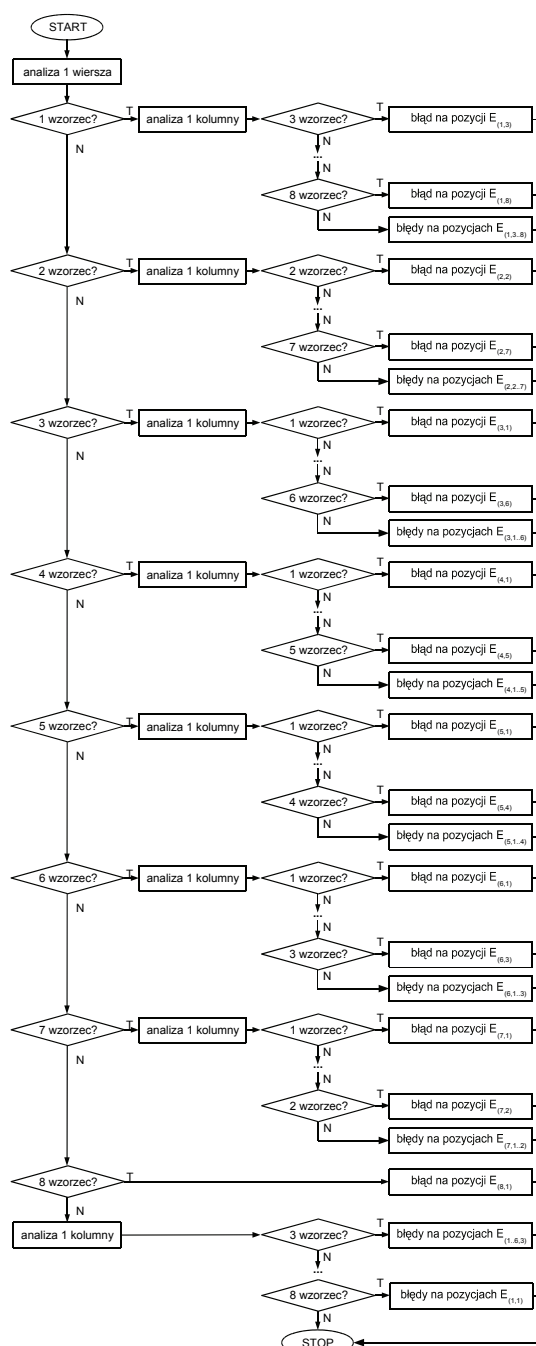 START
analiza 1 wiersza
1 wzorzec? T analiza 1 kolumny 3 wzorzec? T błąd na pozycji E(1,3)
N N
...
N
8 wzorzec? T błąd na pozycji E(1,8)
N błędy na pozycjach E(1,3..8)
2 wzorzec? T analiza 1 kolumny 2 wzorzec? T błąd na pozycji E(2,2)
N N
...
N
7 wzorzec? T błąd na pozycji E(2,7)
N błędy na pozycjach E(2,2..7)
3 wzorzec? T analiza 1 kolumny 1 wzorzec? T błąd na pozycji E(3,1)
N N
...
N
6 wzorzec? T błąd na pozycji E(3,6)
N błędy na pozycjach E(3,1..6)
4 wzorzec? T analiza 1 kolumny 1 wzorzec? T błąd na pozycji E(4,1)
N N
...
N
5 wzorzec? T błąd na pozycji E(4,5)
N błędy na pozycjach E(4,1..5)
5 wzorzec? T analiza 1 kolumny 1 wzorzec? T błąd na pozycji E(5,1)
N N
...
N
4 wzorzec? T błąd na pozycji E(5,4)
N błędy na pozycjach E(5,1..4)
6 wzorzec? T analiza 1 kolumny 1 wzorzec? T błąd na pozycji E(6,1)
N N
...
N
3 wzorzec? T błąd na pozycji E(6,3)
N błędy na pozycjach E(6,1..3)
7 wzorzec? T analiza 1 kolumny 1 wzorzec? T błąd na pozycji E(7,1)
N N
...
N
2 wzorzec? T błąd na pozycji E(7,2)
N błędy na pozycjach E(7,1..2)
8 wzorzec? T błąd na pozycji E(8,1)
N
analiza 1 kolumny 3 wzorzec? T błędy na pozycjach E(1..6,3)
N
...
8 wzorzec? T błędy na pozycjach E(1,1)
N
STOP